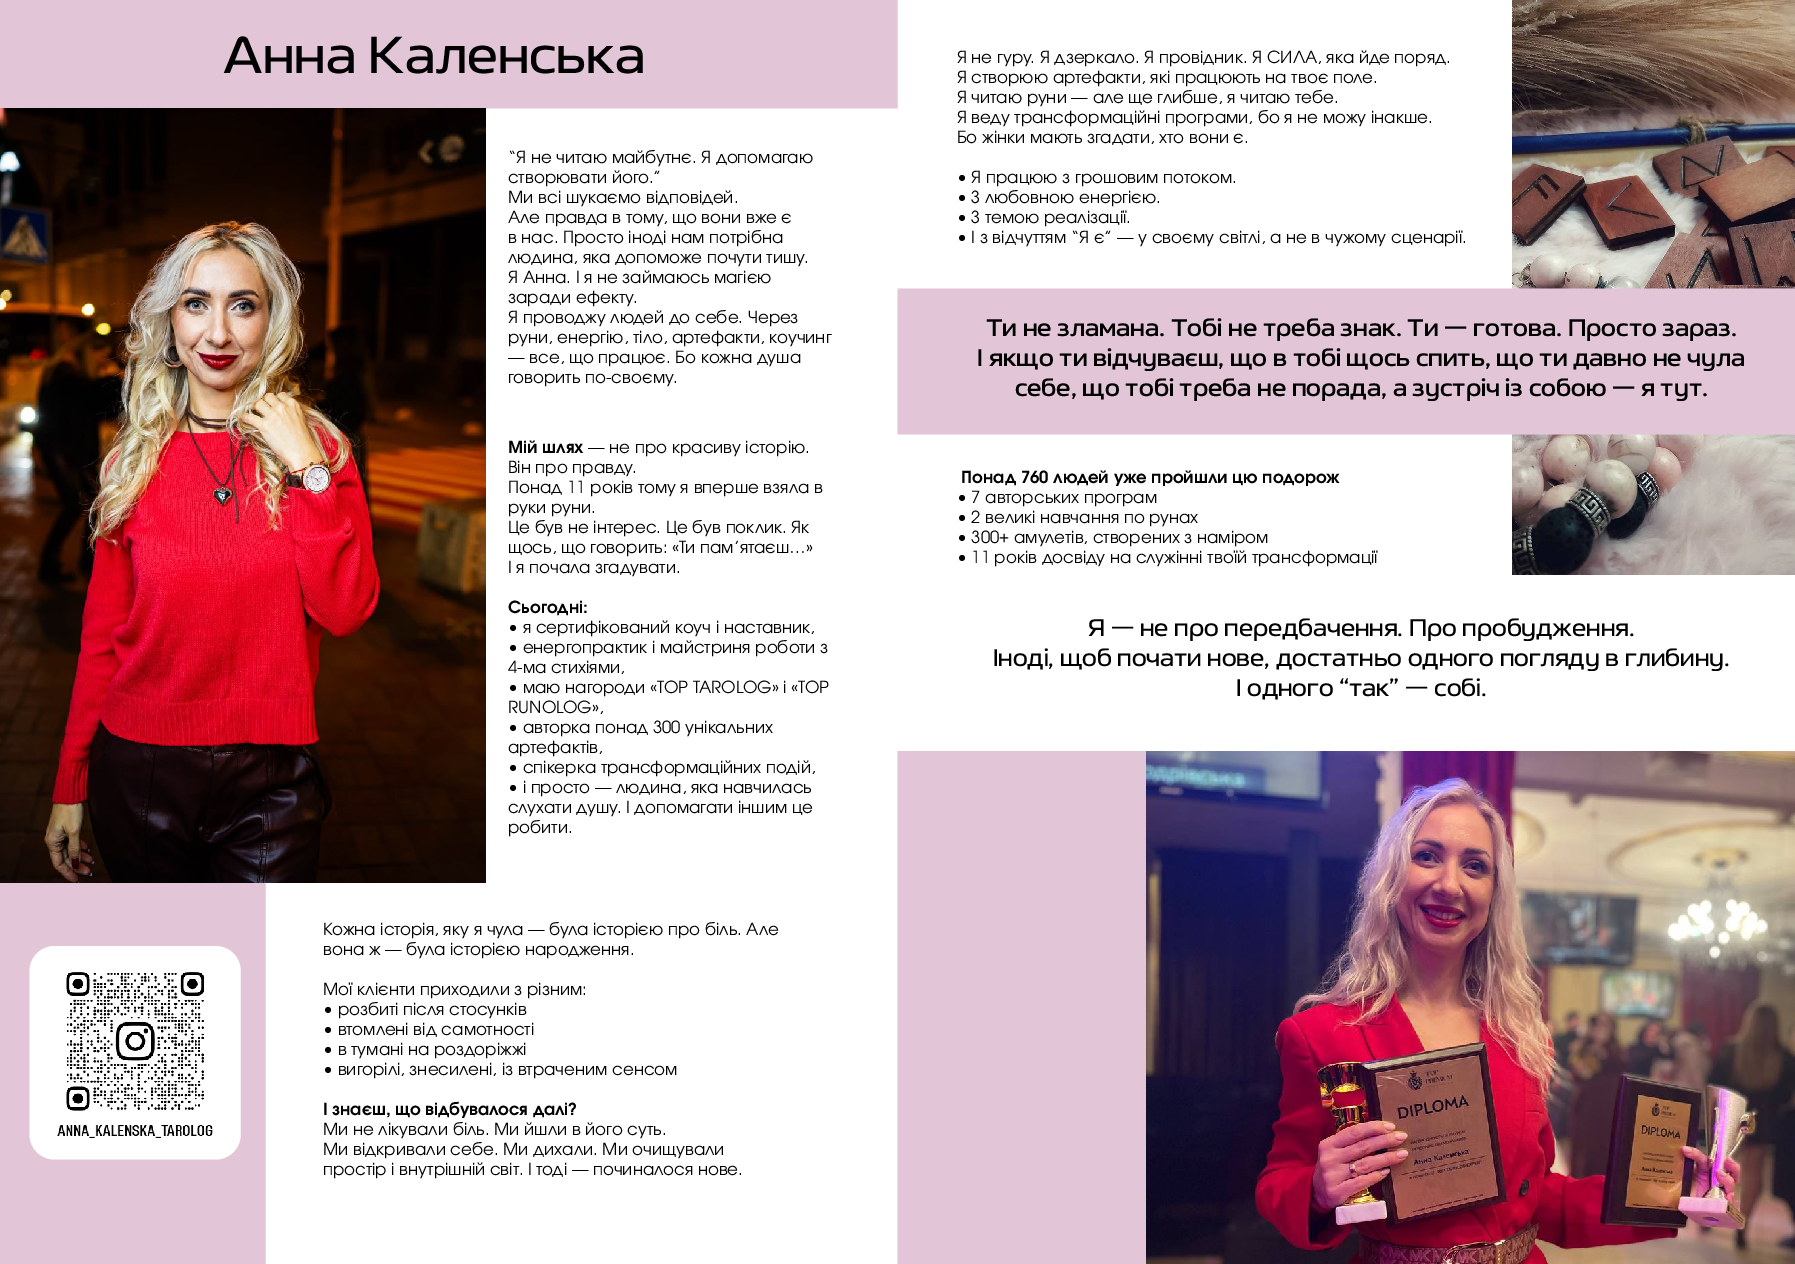 Анна Каленська
“Я не читаю майбутнє. Я допомагаю
створювати його.”
Ми всі шукаємо відповідей.
Але правда в тому, що вони вже є
в нас. Просто іноді нам потрібна
людина, яка допоможе почути тишу.
Я Анна. І я не займаюсь магією
заради ефекту.
Я проводжу людей до себе. Через
руни, енергію, тіло, артефакти, коучинг
— все, що працює. Бо кожна душа
говорить по-своєму.
Мій шлях — не про красиву історію.
Він про правду.
Понад 11 років тому я вперше взяла в
руки руни.
Це був не інтерес. Це був поклик. Як
щось, що говорить: «Ти пам’ятаєш...»
І я почала згадувати.
Сьогодні:
• я сертифікований коуч і наставник,
• енергопрактик і майстриня роботи з
4-ма стихіями,
• маю нагороди «TOP TAROLOG» і «TOP
RUNOLOG»,
• авторка понад 300 унікальних
артефактів,
• спікерка трансформаційних подій,
• і просто — людина, яка навчилась
слухати душу. І допомагати іншим це
робити.
ANNA_KALENSKA_TAROLOG
Кожна історія, яку я чула — була історією про біль. Але
вона ж — була історією народження.
Мої клієнти приходили з різним:
• розбиті після стосунків
• втомлені від самотності
• в тумані на роздоріжжі
• вигорілі, знесилені, із втраченим сенсом
І знаєш, що відбувалося далі?
Ми не лікували біль. Ми йшли в його суть.
Ми відкривали себе. Ми дихали. Ми очищували
простір і внутрішній світ. І тоді — починалося нове.
Я не гуру. Я дзеркало. Я провідник. Я СИЛА, яка йде поряд.
Я створюю артефакти, які працюють на твоє поле.
Я читаю руни — але ще глибше, я читаю тебе.
Я веду трансформаційні програми, бо я не можу інакше.
Бо жінки мають згадати, хто вони є.
• Я працюю з грошовим потоком.
• З любовною енергією.
• З темою реалізації.
• І з відчуттям “Я є” — у своєму світлі, а не в чужому сценарії.
Ти не зламана. Тобі не треба знак. Ти — готова. Просто зараз.
І якщо ти відчуваєш, що в тобі щось спить, що ти давно не чула
себе, що тобі треба не порада, а зустріч із собою — я тут.
Понад 760 людей уже пройшли цю подорож
• 7 авторських програм
• 2 великі навчання по рунах
• 300+ амулетів, створених з наміром
• 11 років досвіду на служінні твоїй трансформації
Я — не про передбачення. Про пробудження.
Іноді, щоб почати нове, достатньо одного погляду в глибину.
І одного “так” — собі.
TOP
PREMIUM
DIPLOMA
Анна Каленська
DIPLOMA